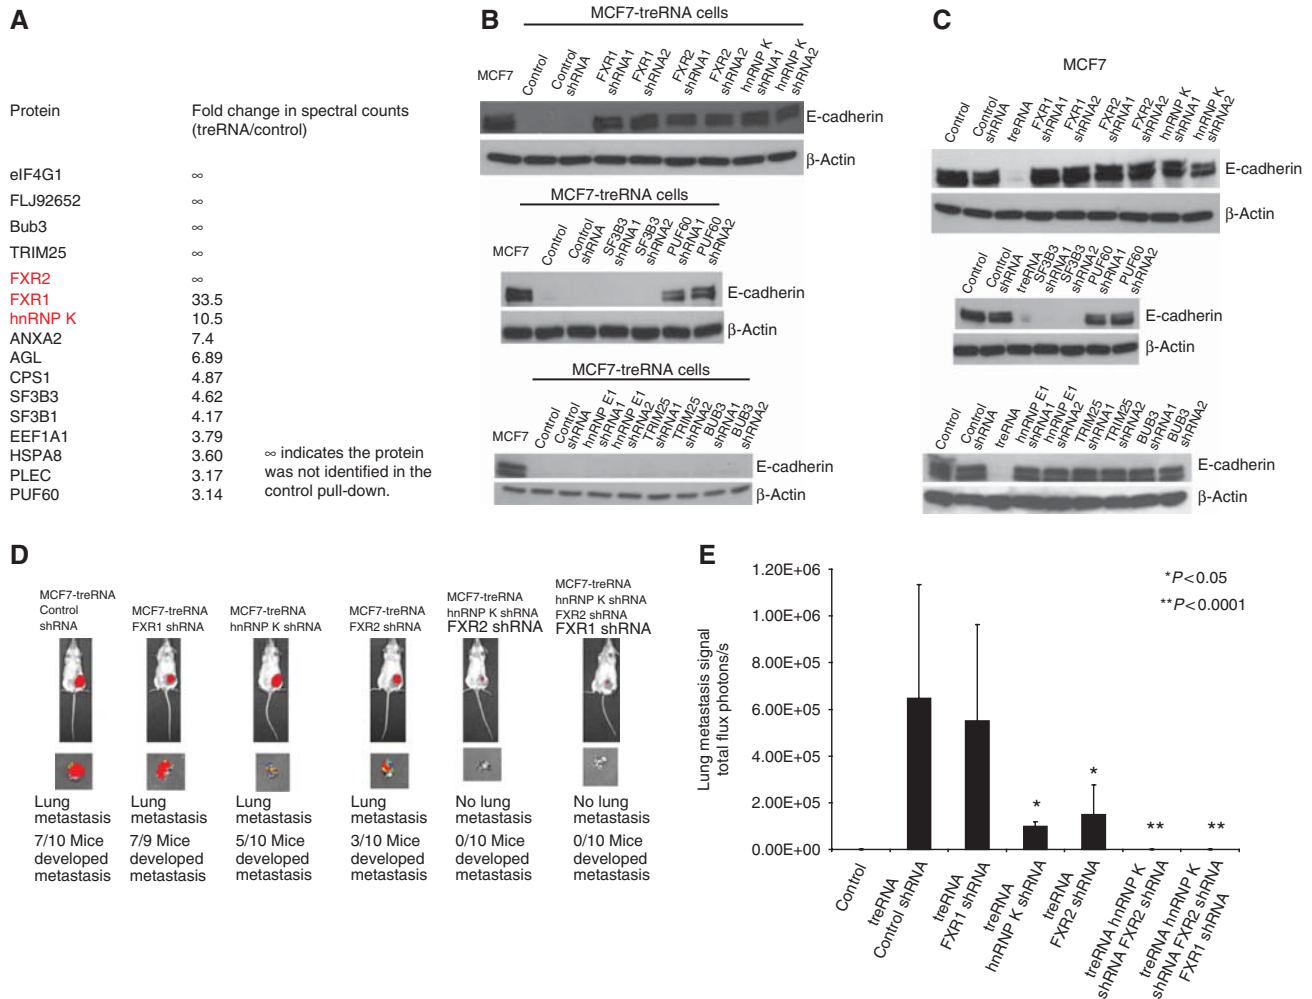 A
Protein
Fold change in spectral counts
(treRNA/control)
eIF4G1 ∞
FLJ92652 ∞
Bub3 ∞
TRIM25 ∞
FXR2 ∞
FXR1 33.5
hnRNP K 10.5
ANXA2 7.4
AGL 6.89
CPS1 4.87
SF3B3 4.62
SF3B1 4.17
EEF1A1 3.79
HSPA8 3.60
PLEC 3.17
PUF60 3.14
∞ indicates the protein
was not identified in the
control pull-down.
B
MCF7-treRNA cells
MCF7
Control
Control
shRNA
FXR1
shRNA1
FXR1
shRNA2
FXR2
shRNA1
FXR2
shRNA2
hnRNP K
shRNA1
hnRNP K
shRNA2
E-cadherin
β-Actin
MCF7-treRNA cells
MCF7
Control
Control
shRNA
SF3B3
shRNA1
SF3B3
shRNA2
PUF60
shRNA1
PUF60
shRNA2
E-cadherin
β-Actin
MCF7-treRNA cells
MCF7
Control
Control
shRNA
hnRNP E1
shRNA1
hnRNP E1
shRNA2
TRIM25
shRNA1
TRIM25
shRNA2
BUB3
shRNA1
BUB3
shRNA2
E-cadherin
β-Actin
C
MCF7
Control
Control
shRNA
treRNA
FXR1
shRNA1
FXR1
shRNA2
FXR2
shRNA1
FXR2
shRNA2
hnRNP K
shRNA1
hnRNP K
shRNA2
E-cadherin
β-Actin
Control
Control
shRNA
treRNA
SF3B3
shRNA1
SF3B3
shRNA2
PUF60
shRNA1
PUF60
shRNA2
E-cadherin
β-Actin
Control
Control
shRNA
treRNA
hnRNP E1
shRNA1
hnRNP E1
shRNA2
TRIM25
shRNA1
TRIM25
shRNA2
BUB3
shRNA1
BUB3
shRNA2
E-cadherin
β-Actin
D
MCF7-treRNA
Control
shRNA
MCF7-treRNA
FXR1 shRNA
MCF7-treRNA
hnRNP K shRNA
MCF7-treRNA
FXR2 shRNA
MCF7-treRNA
hnRNP K shRNA
FXR2 shRNA
MCF7-treRNA
hnRNP K shRNA
FXR2 shRNA
FXR1 shRNA
Lung
metastasis
7/10 Mice
developed
metastasis
Lung
metastasis
7/9 Mice
developed
metastasis
Lung
metastasis
5/10 Mice
developed
metastasis
Lung
metastasis
3/10 Mice
developed
metastasis
No lung
metastasis
0/10 Mice
developed
metastasis
No lung
metastasis
0/10 Mice
developed
metastasis
E
Lung metastasis signal
total flux photons/s
1.20E+06
1.00E+06
8.00E+05
6.00E+05
4.00E+05
2.00E+05
0.00E+00
*P<0.05
**P<0.0001
*
*
**
**
Control
treRNA
Control shRNA
treRNA
FXR1 shRNA
treRNA
hnRNP K shRNA
treRNA
FXR2 shRNA
treRNA hnRNP K
shRNA FXR2 shRNA
treRNA hnRNP K
shRNA FXR2 shRNA
FXR1 shRNA